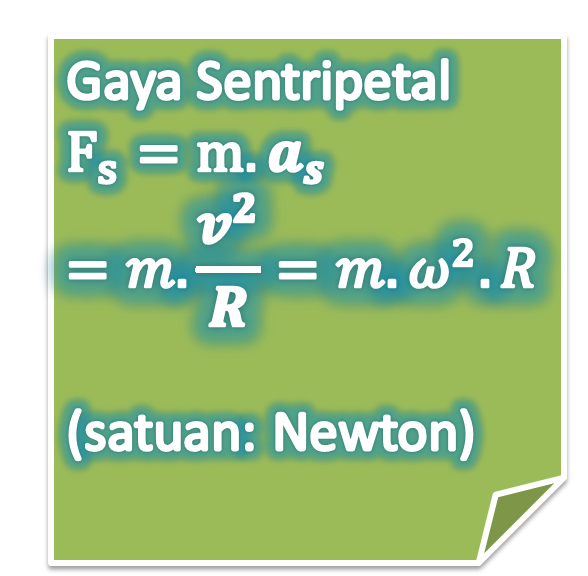 Gaya Sentripetal
Fₛ = m. 𝒂ₛ
= m. v²/R = m. ω². R
(satuan: Newton)